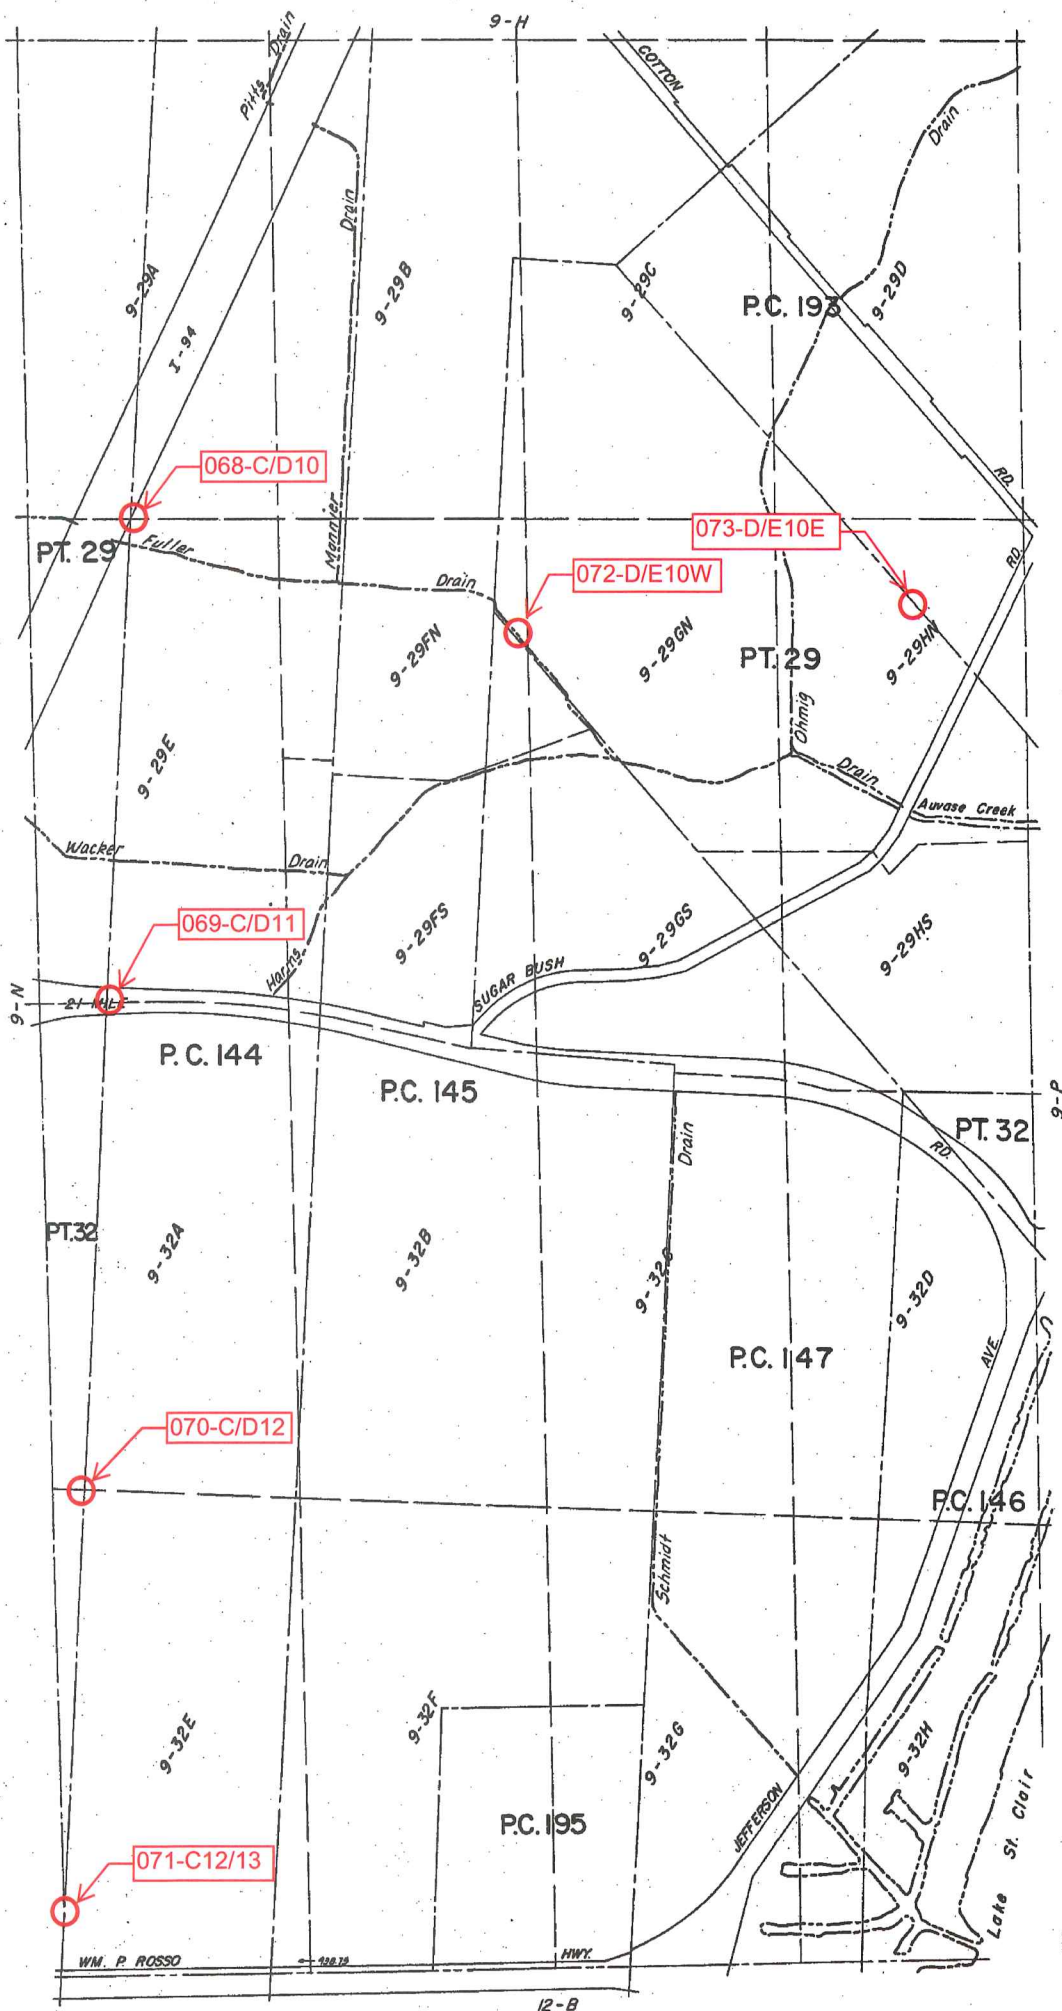 9-H
Pitts Drain
COTTON
Drain
Drain
9-29A
9-29B
9-29C
P.C. 193
9-29D
I-94
068-C/D10
RD.
073-D/E10E
PT. 29
Fuller
Monnier
Drain
072-D/E10W
RD.
9-29FN
9-29GN
PT. 29
9-29HN
Ohmig
9-29E
Drain
Auvase Creek
Wacker
Drain
069-C/D11
9-29FS
9-29GS
9-29HS
Harms
SUGAR BUSH
9-N
21 MILE
P.C. 144
P.C. 145
9-P
Drain
PT. 32
RD.
PT.32
9-32A
9-32B
9-32C
9-32D
P.C. 147
AVE.
070-C/D12
P.C. 146
Schmidt
9-32E
9-32F
9-32G
9-32H
P.C. 195
JEFFERSON
Lake St. Clair
071-C12/13
WM. P. ROSSO
HWY.
12-B